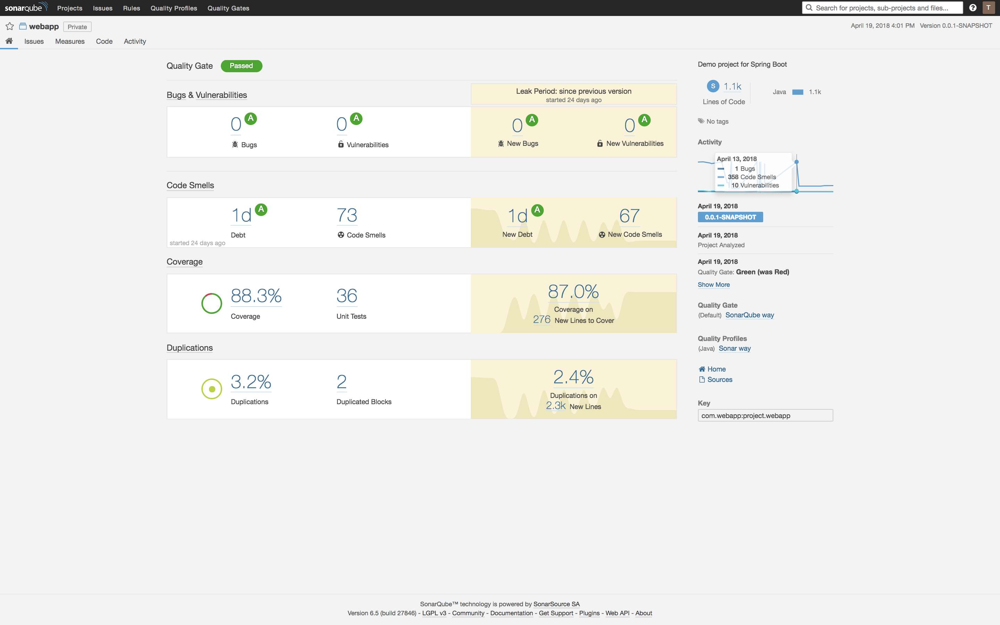 sonarqube Projects Issues Rules Quality Profiles Quality Gates Search for projects, sub-projects and files... ? T
webapp Private April 19, 2018 4:01 PM Version 0.0.1-SNAPSHOT
Issues Measures Code Activity
Quality Gate Passed
Bugs & Vulnerabilities
Leak Period: since previous version
started 24 days ago
0 A
Bugs
0 A
Vulnerabilities
0 A
New Bugs
0 A
New Vulnerabilities
Code Smells
1d A
Debt
started 24 days ago
73
Code Smells
1d A
New Debt
67
New Code Smells
Coverage
88.3%
Coverage
36
Unit Tests
87.0%
Coverage on
276 New Lines to Cover
Duplications
3.2%
Duplications
2
Duplicated Blocks
2.4%
Duplications on
2.3k New Lines
Demo project for Spring Boot
S 1.1k
Lines of Code
Java 1.1k
No tags
Activity
April 13, 2018
1 Bugs
358 Code Smells
10 Vulnerabilities
April 19, 2018
0.0.1-SNAPSHOT
April 19, 2018
Project Analyzed
April 19, 2018
Quality Gate: Green (was Red)
Show More
Quality Gate
(Default) SonarQube way
Quality Profiles
(Java) Sonar way
Home
Sources
Key
com.webapp:project.webapp
SonarQube™ technology is powered by SonarSource SA
Version 6.5 (build 27846) - LGPL v3 - Community - Documentation - Get Support - Plugins - Web API - About